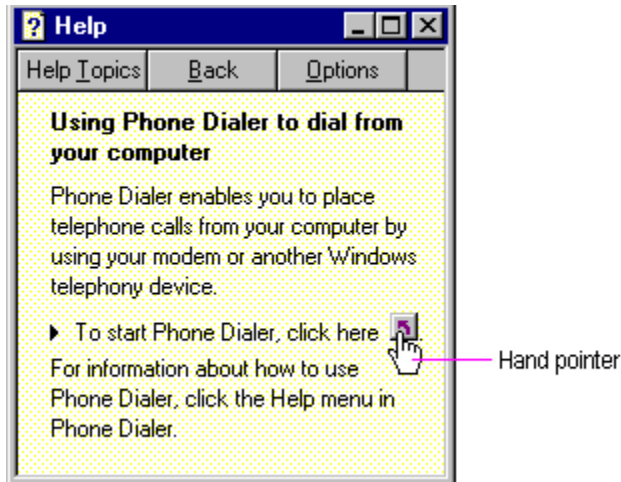 Help
Help Topics Back Options
Using Phone Dialer to dial from
your computer
Phone Dialer enables you to place
telephone calls from your computer by
using your modem or another Windows
telephony device.
To start Phone Dialer, click here .
For information about how to use
Phone Dialer, click the Help menu in
Phone Dialer.
Hand pointer